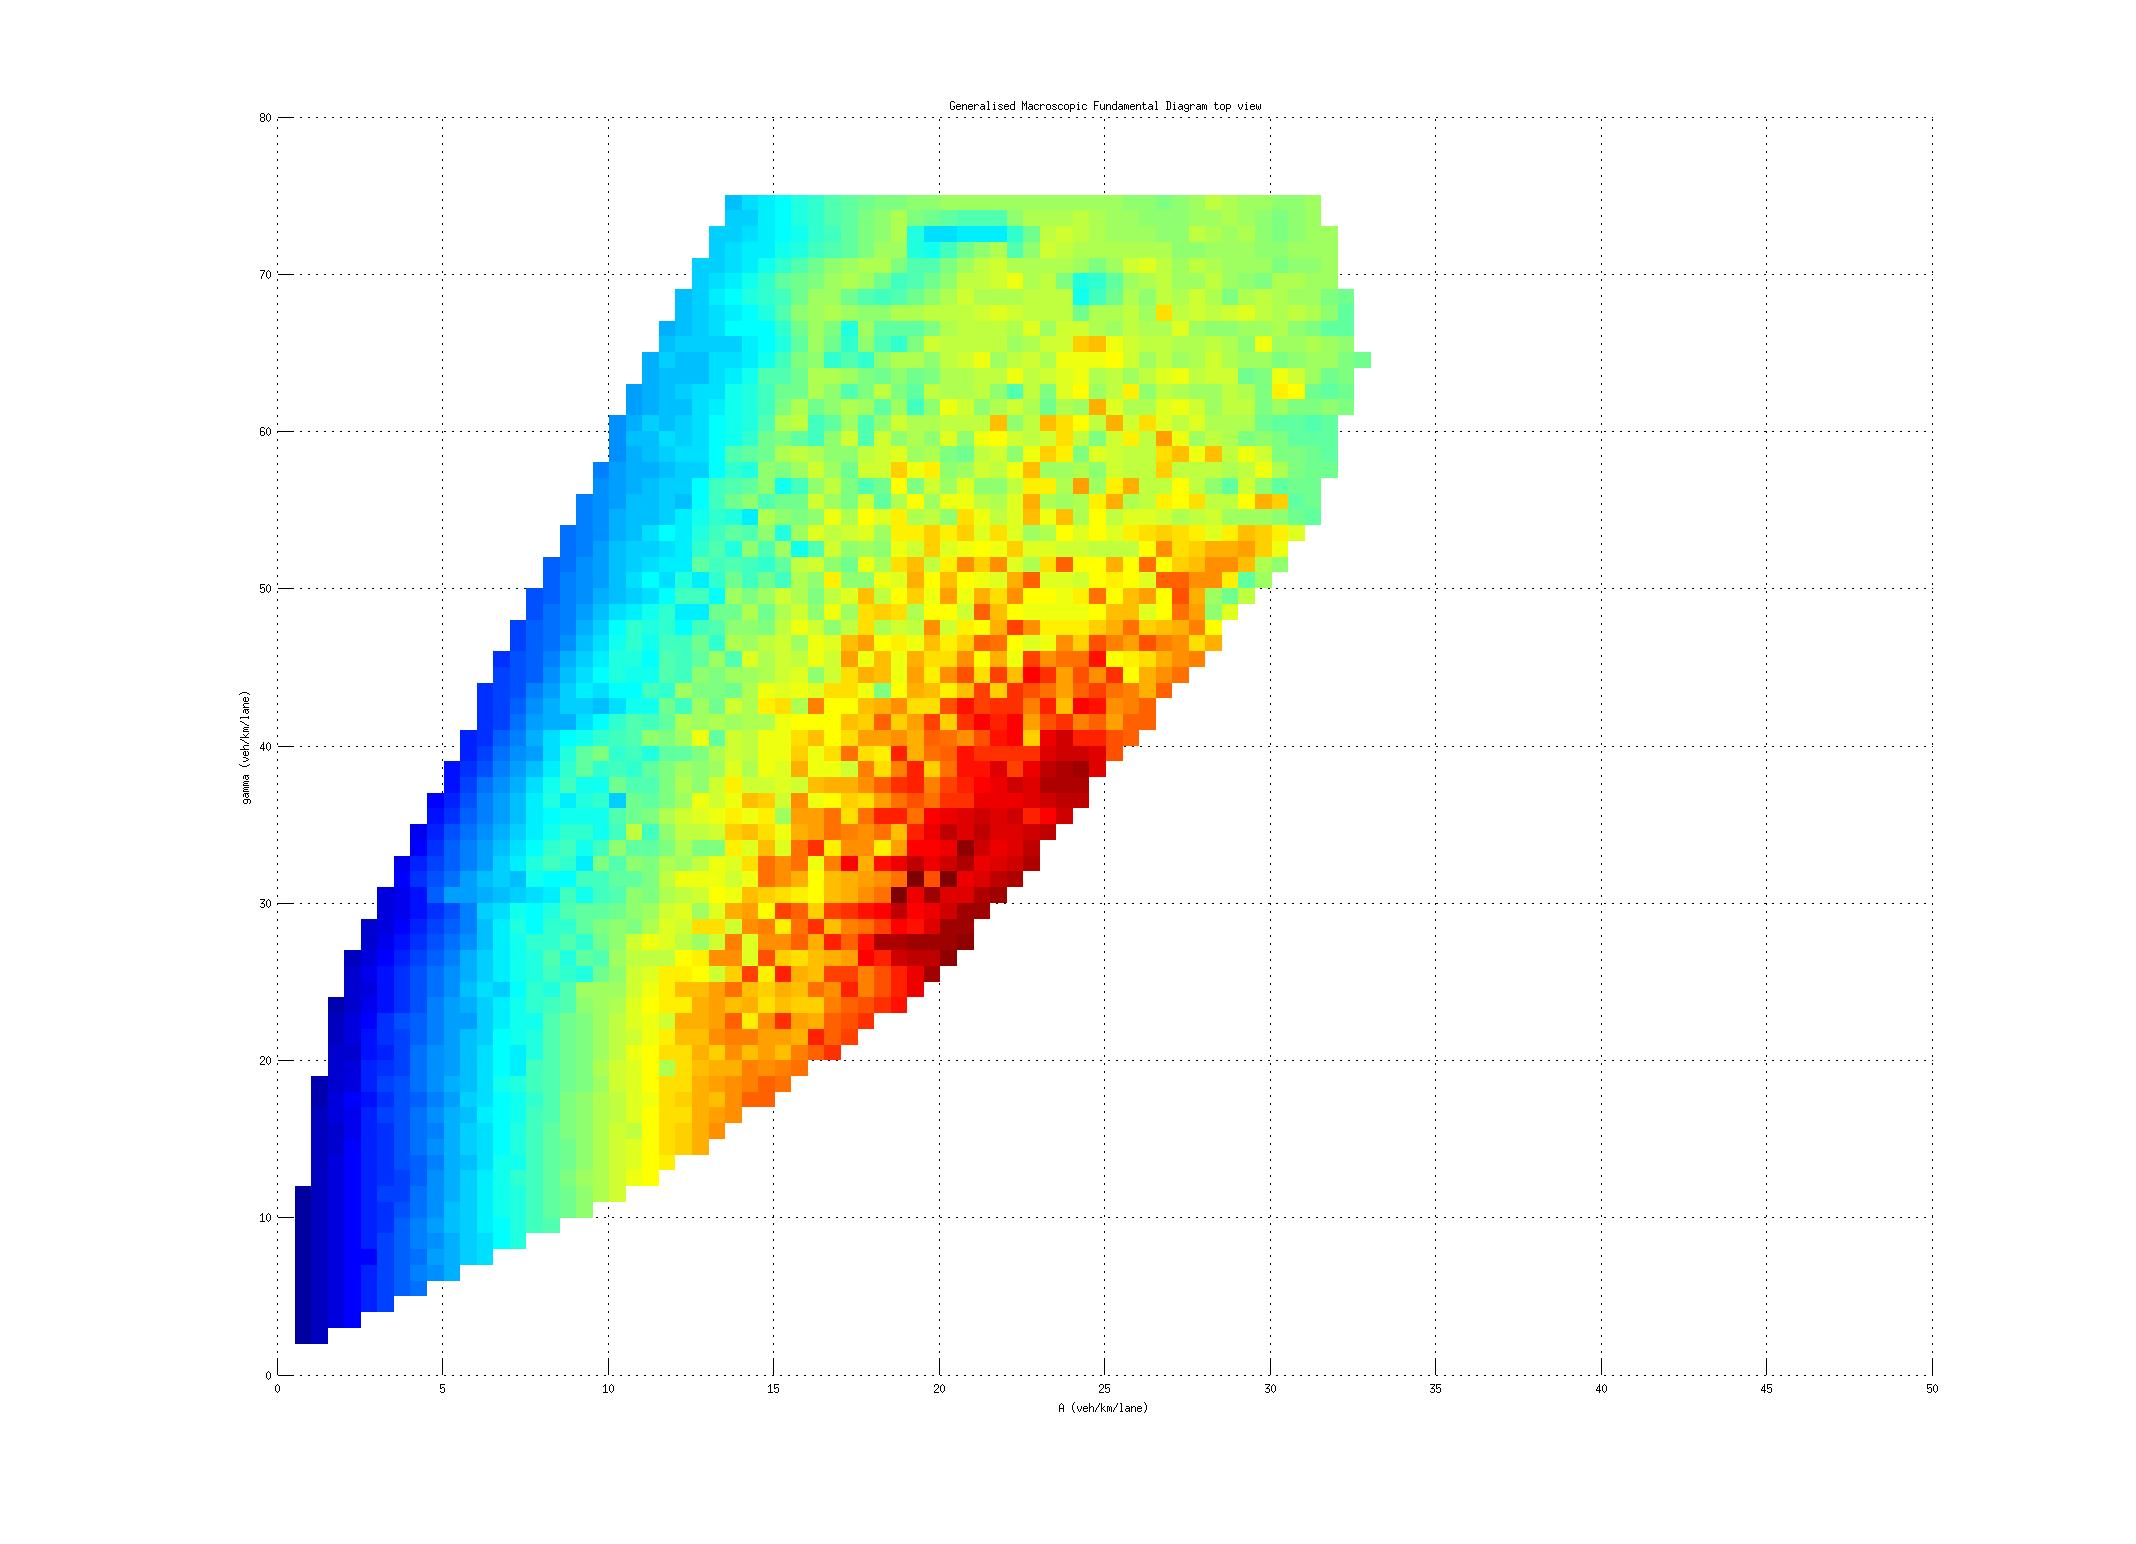 Generalised Macroscopic Fundamental Diagram top view
80
70
60
50
40
30
20
10
0
gamma (veh/km/lane)
0 5 10 15 20 25 30 35 40 45 50
A (veh/km/lane)